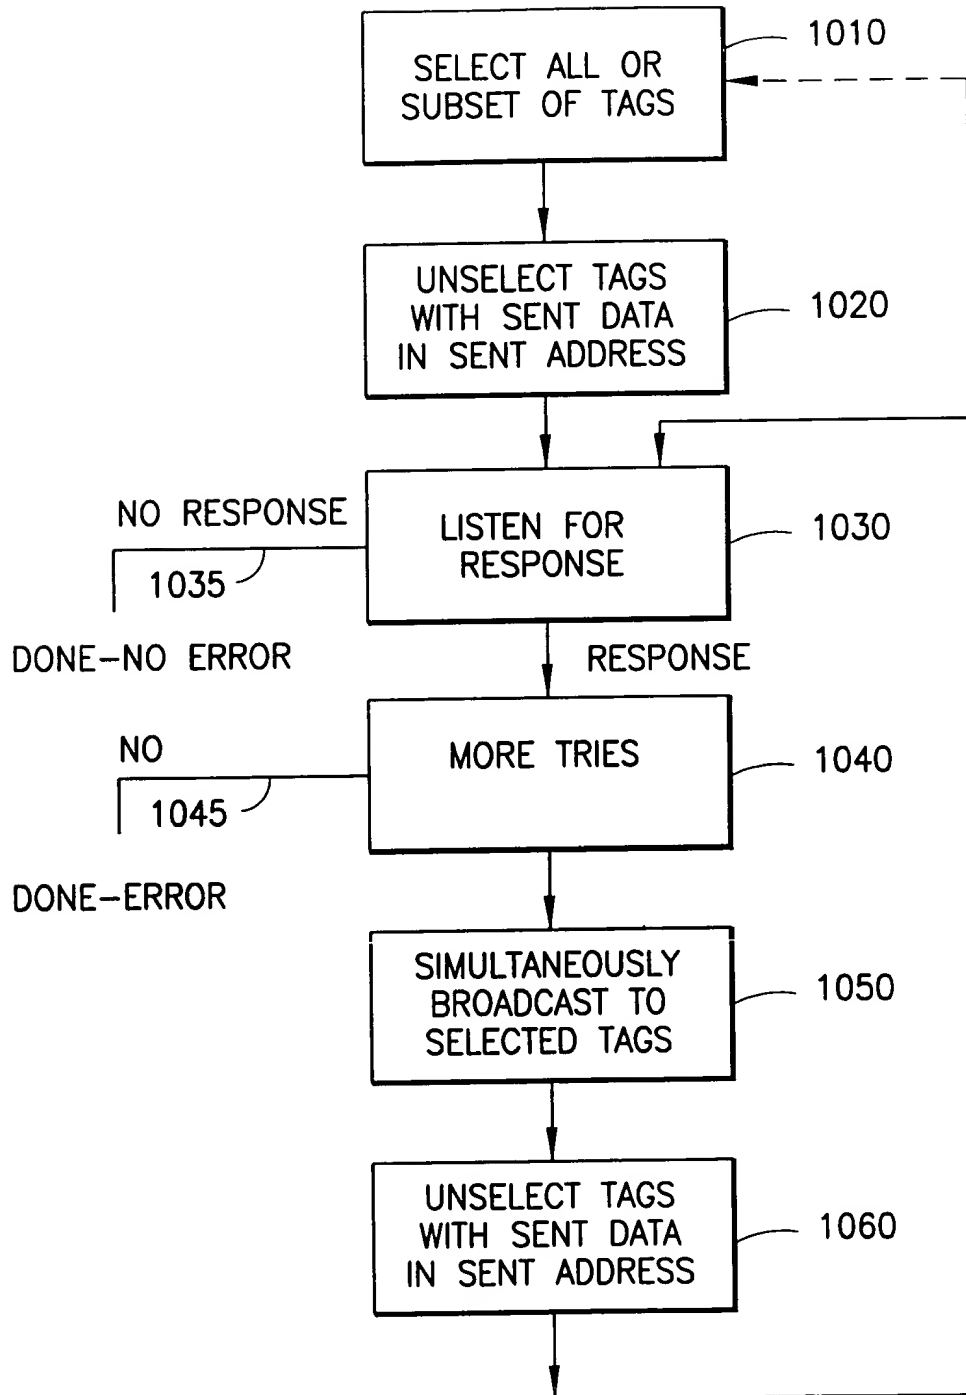 1010
SELECT ALL OR
SUBSET OF TAGS
UNSELECT TAGS
WITH SENT DATA
IN SENT ADDRESS
1020
NO RESPONSE
LISTEN FOR
RESPONSE
1030
1035
DONE-NO ERROR
RESPONSE
NO
MORE TRIES
1040
1045
DONE-ERROR
SIMULTANEOUSLY
BROADCAST TO
SELECTED TAGS
1050
UNSELECT TAGS
WITH SENT DATA
IN SENT ADDRESS
1060